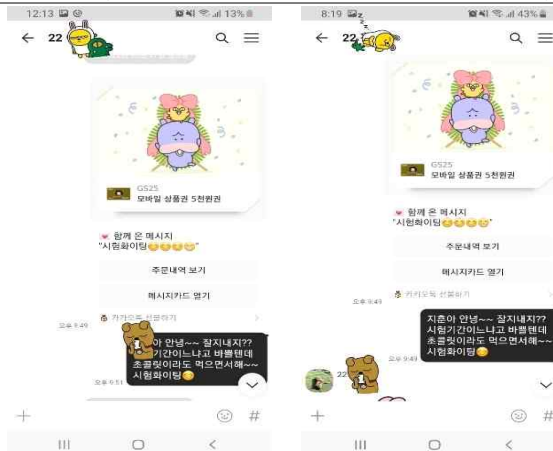 12:13
13%
22
GS25
모바일 상품권 5천원권
함께 온 메시지
"시험화이팅
주문내역 보기
메시지카드 열기
카카오톡 선물하기
오후 9:49
아 안녕~~ 잘지내지??
기간이느냐고 바쁠텐데
초콜릿이라도 먹으면서해~~
시험화이팅
오후 9:51
#
8:19
43%
22
GS25
모바일 상품권 5천원권
함께 온 메시지
"시험화이팅
주문내역 보기
메시지카드 열기
카카오톡 선물하기
오후 9:49
지훈아 안녕~~ 잘지내지??
시험기간이느냐고 바쁠텐데
초콜릿이라도 먹으면서해~~
시험화이팅
오후 9:49
22
#